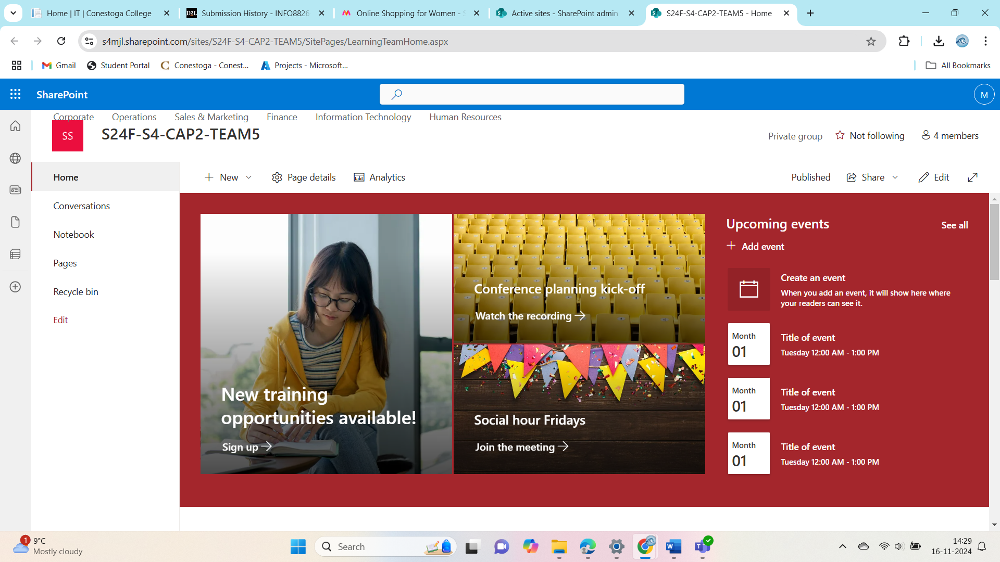 Home | IT | Conestoga College
Submission History - INFO8826
Online Shopping for Women - S
Active sites - SharePoint admin
S24F-S4-CAP2-TEAM5 - Home
s4mjl.sharepoint.com/sites/S24F-S4-CAP2-TEAM5/SitePages/LearningTeamHome.aspx
Gmail
Student Portal
Conestoga - Conest...
Projects - Microsoft...
All Bookmarks
SharePoint
M
Corporate
Operations
Sales & Marketing
Finance
Information Technology
Human Resources
SS
S24F-S4-CAP2-TEAM5
Private group
Not following
4 members
Home
Conversations
Notebook
Pages
Recycle bin
Edit
New
Page details
Analytics
Published
Share
Edit
New training
opportunities available!
Sign up
Conference planning kick-off
Watch the recording
Social hour Fridays
Join the meeting
Upcoming events
See all
Add event
Create an event
When you add an event, it will show here where
your readers can see it.
Month
01
Title of event
Tuesday 12:00 AM - 1:00 PM
Month
01
Title of event
Tuesday 12:00 AM - 1:00 PM
Month
01
Title of event
Tuesday 12:00 AM - 1:00 PM
1
9°C
Mostly cloudy
Search
14:29
16-11-2024